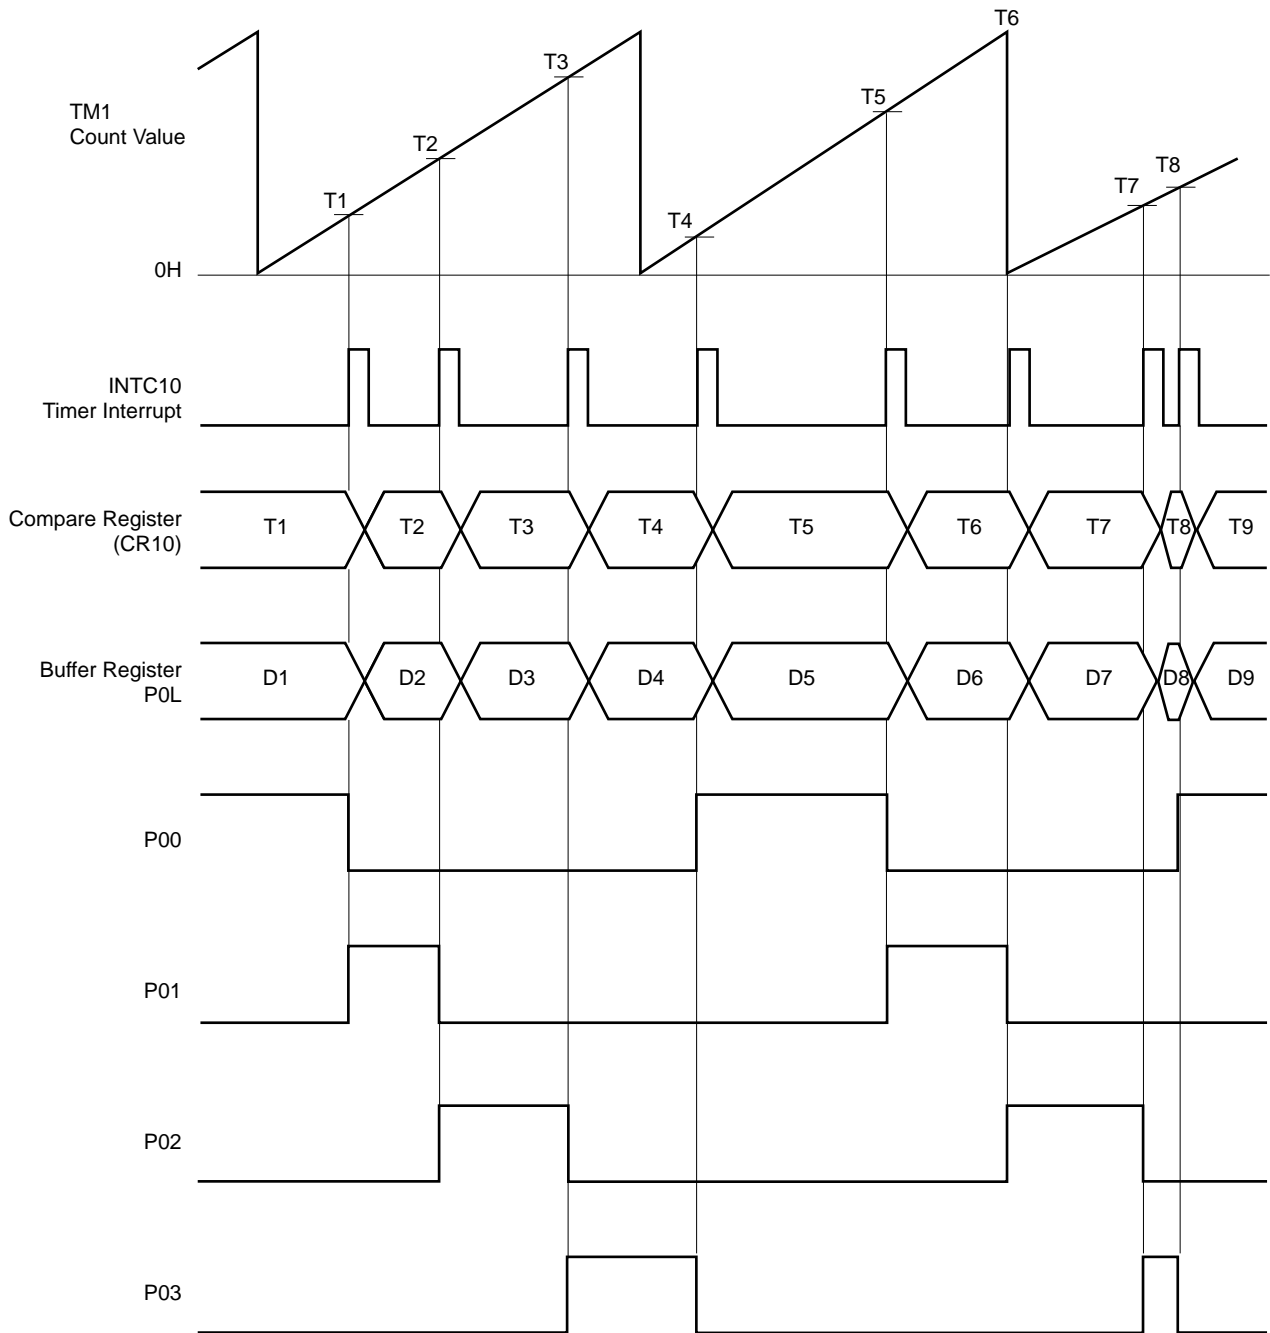 T6
T3
TM1
Count Value
T5
T2
T8
T7
T1
T4
0H
INTC10
Timer Interrupt
Compare Register
(CR10)
T1 T2 T3 T4 T5 T6 T7 T8 T9
Buffer Register
P0L
D1 D2 D3 D4 D5 D6 D7 D8 D9
P00
P01
P02
P03